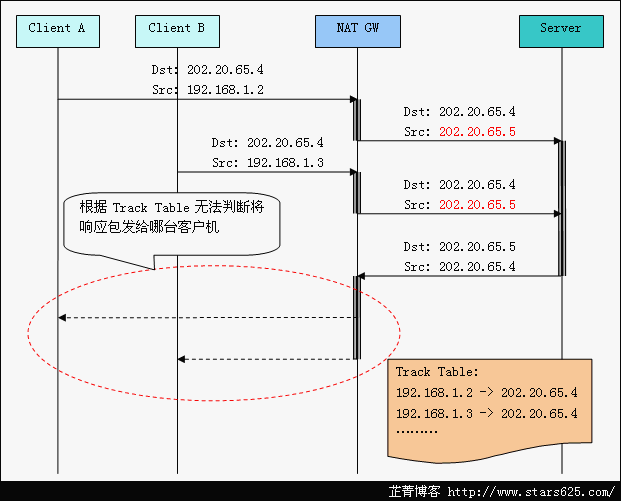 Client A
Client B
NAT GW
Server
Dst: 202.20.65.4
Src: 192.168.1.2
Dst: 202.20.65.4
Src: 202.20.65.5
Dst: 202.20.65.4
Src: 192.168.1.3
Dst: 202.20.65.4
Src: 202.20.65.5
根据 Track Table 无法判断将
响应包发给哪台客户机
Dst: 202.20.65.5
Src: 202.20.65.4
Track Table:
192.168.1.2 -> 202.20.65.4
192.168.1.3 -> 202.20.65.4
………
芷菁博客 http://www.stars625.com/